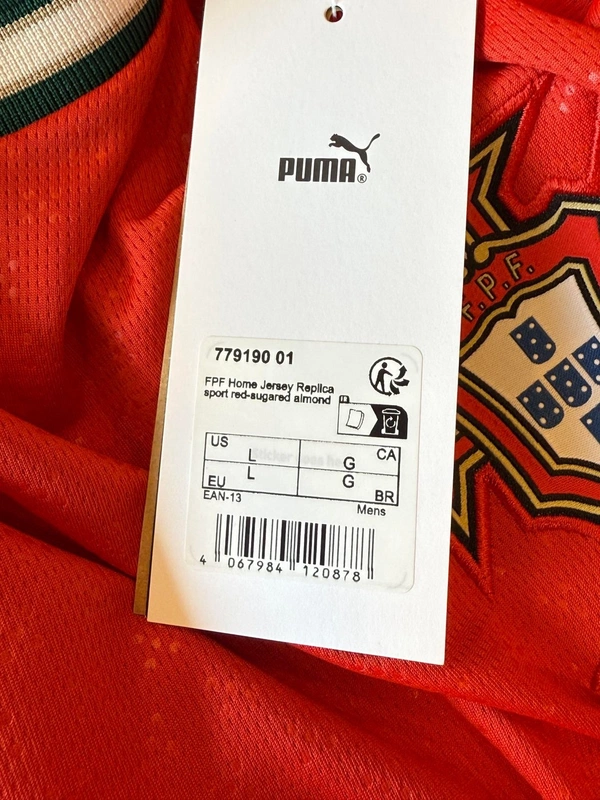 PUMA®
779190 01
FPF Home Jersey Replica
sport red-sugared almond
US L G CA
EU L G BR
EAN-13
Mens
4 067984 120878
F.P.F.